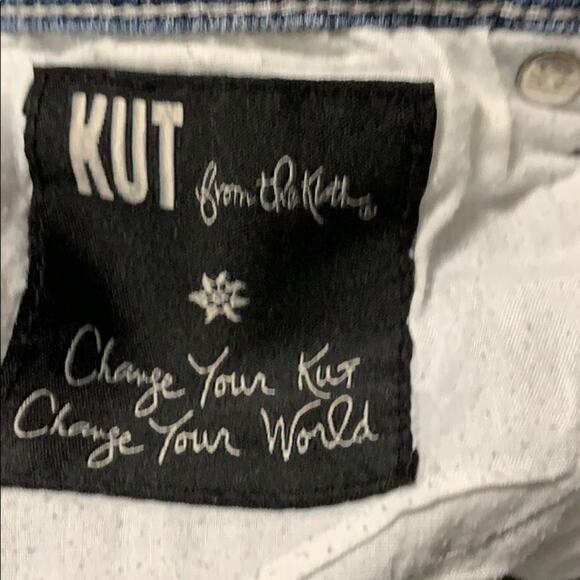 KUT from the Kloth®
Change Your Kut
Change Your World